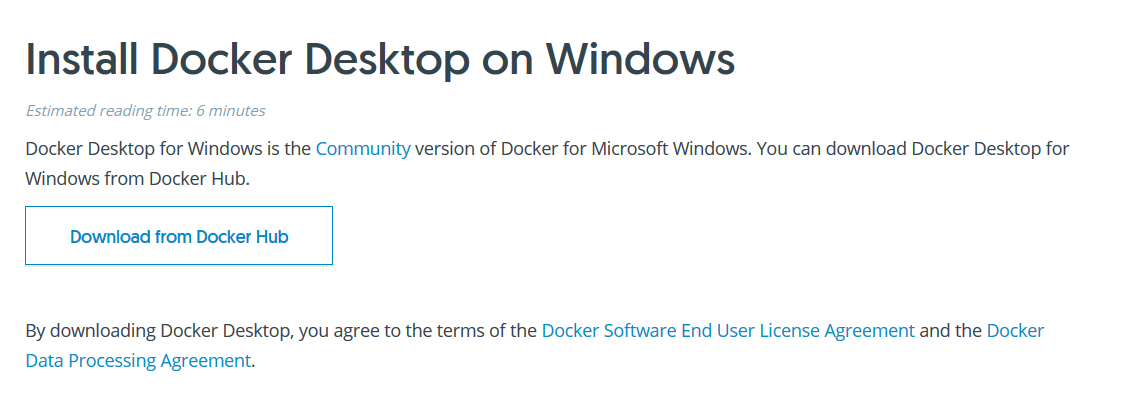 Install Docker Desktop on Windows
Estimated reading time: 6 minutes
Docker Desktop for Windows is the Community version of Docker for Microsoft Windows. You can download Docker Desktop for
Windows from Docker Hub.
Download from Docker Hub
By downloading Docker Desktop, you agree to the terms of the Docker Software End User License Agreement and the Docker
Data Processing Agreement.